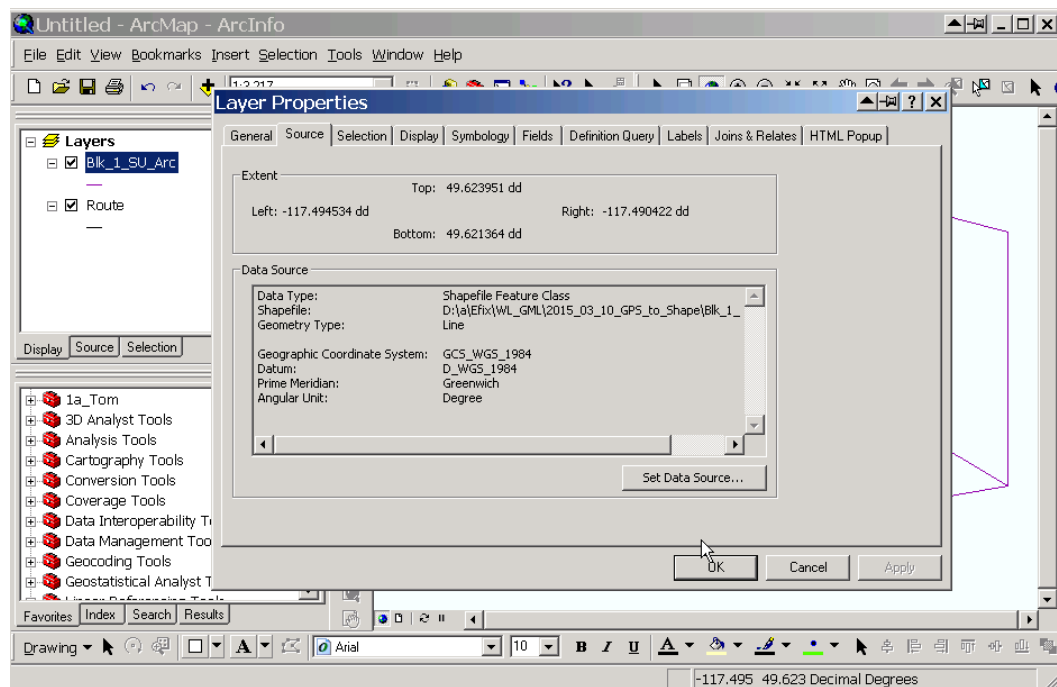 Untitled - ArcMap - ArcInfo
File Edit View Bookmarks Insert Selection Tools Window Help
Layer Properties
General Source Selection Display Symbology Fields Definition Query Labels Joins & Relates HTML Popup
Layers
Blk_1_SU_Arc
Route
Extent
Top: 49.623951 dd
Left: -117.494534 dd Right: -117.490422 dd
Bottom: 49.621364 dd
Data Source
Data Type: Shapefile Feature Class
Shapefile: D:\a\Efix\WL_GML\2015_03_10_GPS_to_Shape\Blk_1_
Geometry Type: Line
Geographic Coordinate System: GCS_WGS_1984
Datum: D_WGS_1984
Prime Meridian: Greenwich
Angular Unit: Degree
Set Data Source...
OK Cancel Apply
Display Source Selection
1a_Tom
3D Analyst Tools
Analysis Tools
Cartography Tools
Conversion Tools
Coverage Tools
Data Interoperability T
Data Management Too
Geocoding Tools
Geostatistical Analyst T
Favorites Index Search Results
Drawing A Arial 10 B I U A
-117.495 49.623 Decimal Degrees